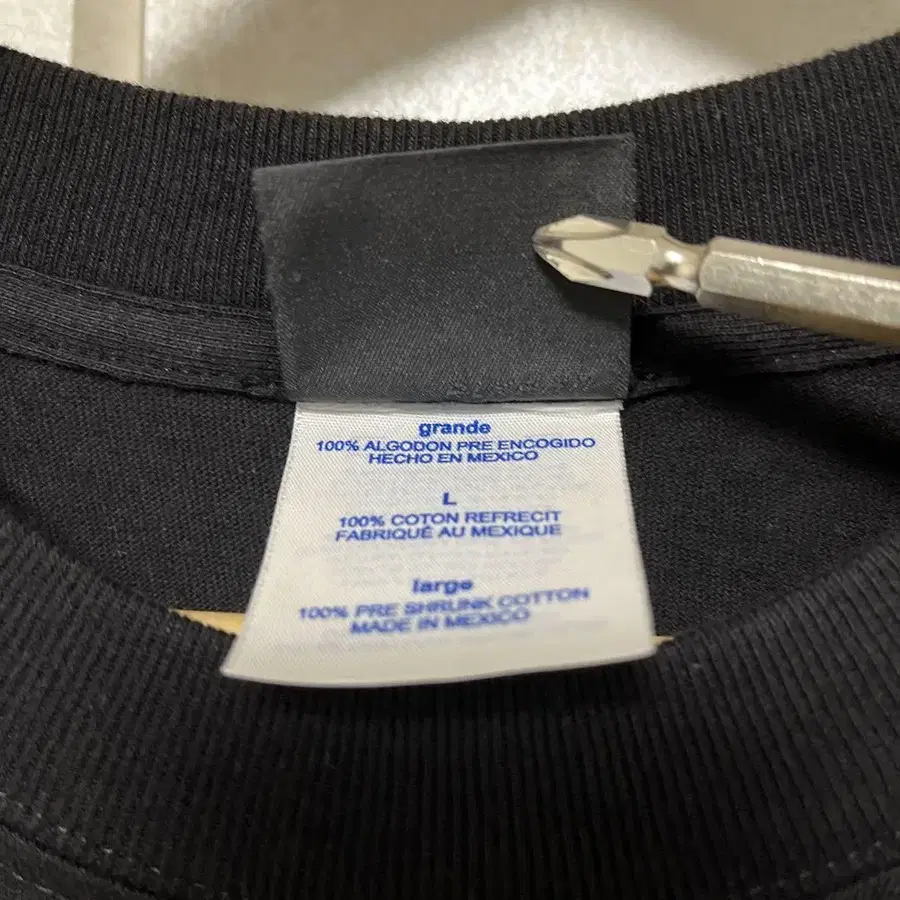 grande
100% ALGODON PRE ENCOGIDO
HECHO EN MEXICO
L
100% COTON REFRECIT
FABRIQUÉ AU MEXIQUE
large
100% PRE SHRUNK COTTON
MADE IN MEXICO